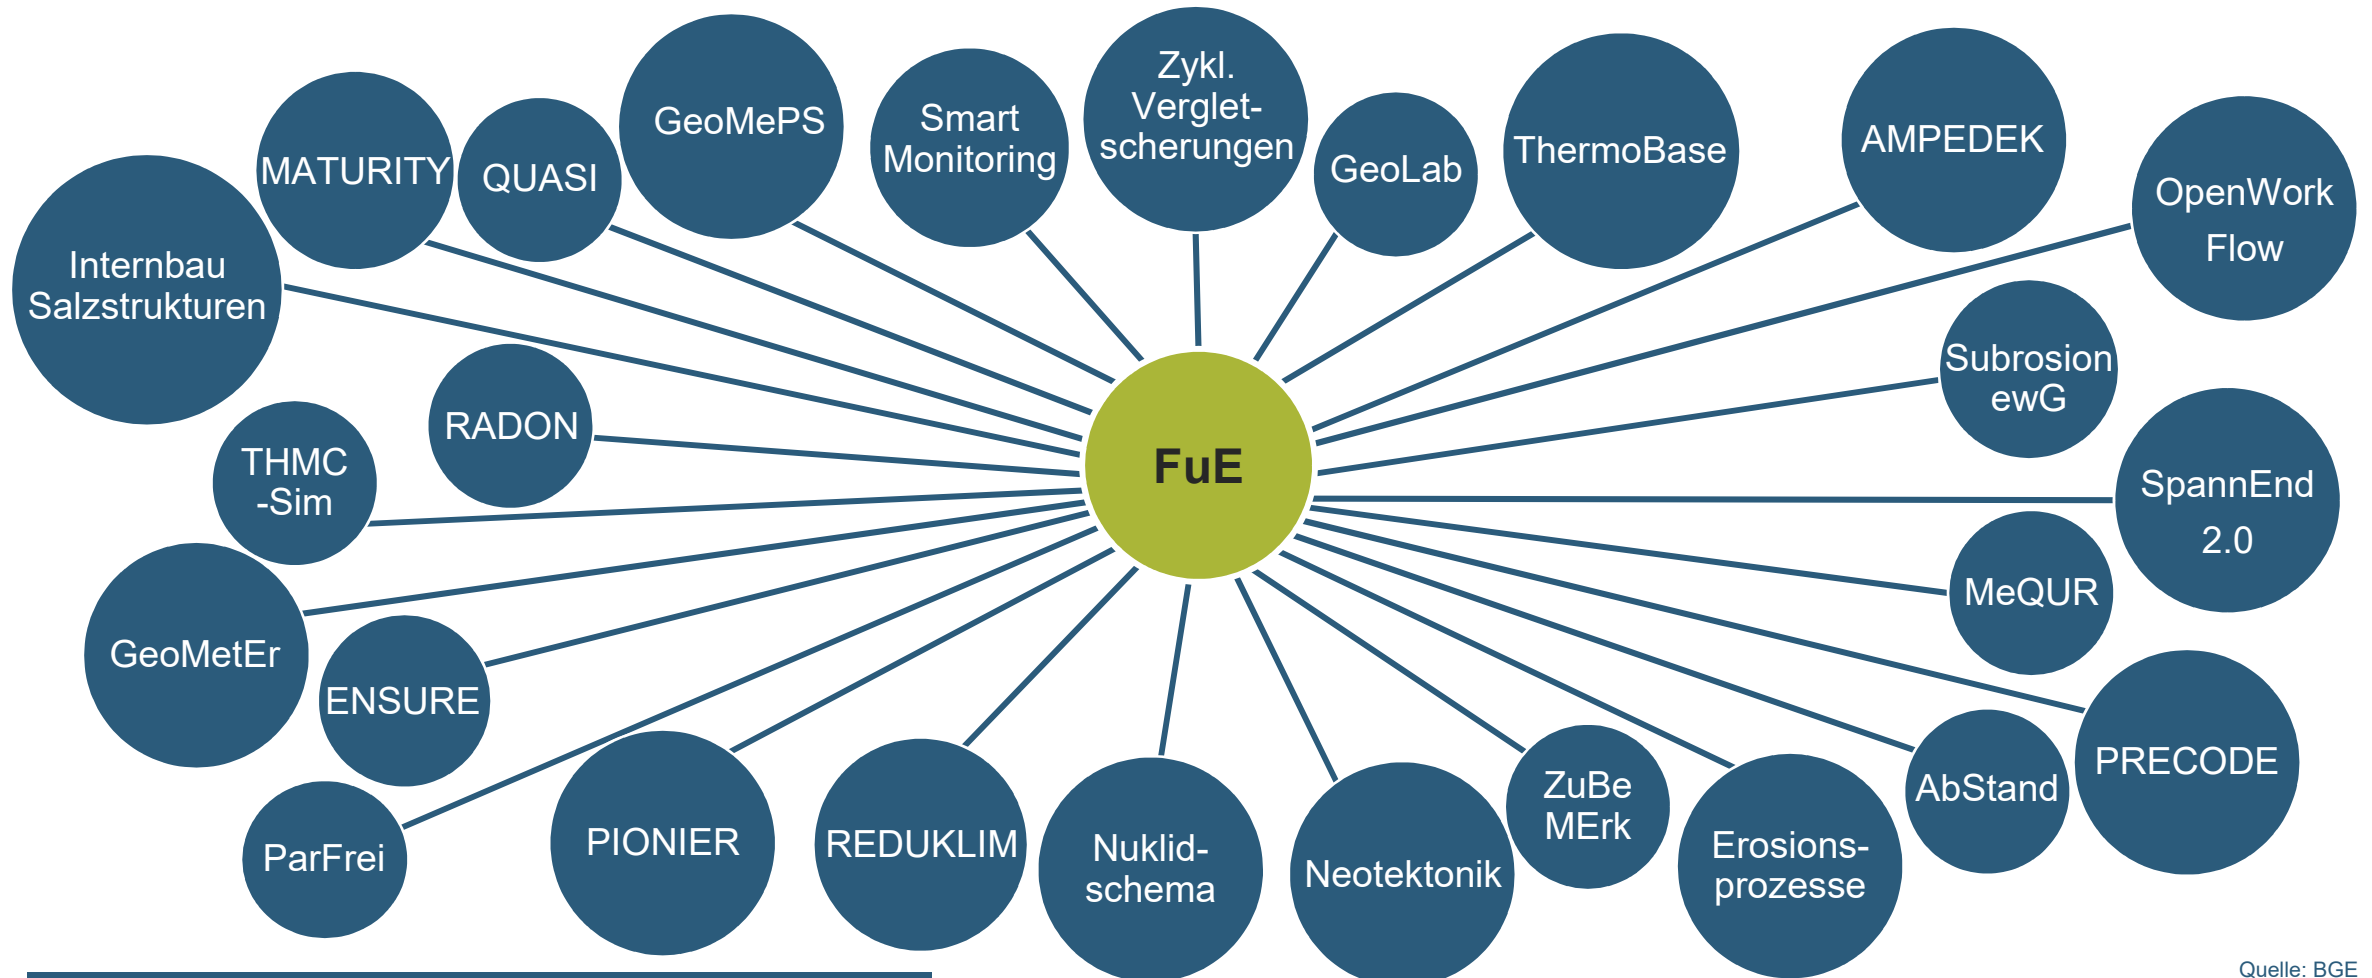 Internbau
Salzstrukturen
MATURITY
QUASI
GeoMePS
Smart
Monitoring
Zykl.
Verglet-
scherungen
GeoLab
ThermoBase
AMPEDEK
OpenWork
Flow
Subrosion
ewG
SpannEnd
2.0
MeQUR
PRECODE
AbStand
Erosions-
prozesse
ZuBe
MErk
Neotektonik
Nuklid-
schema
REDUKLIM
PIONIER
ParFrei
ENSURE
GeoMetEr
THMC
-Sim
RADON
FuE
Quelle: BGE